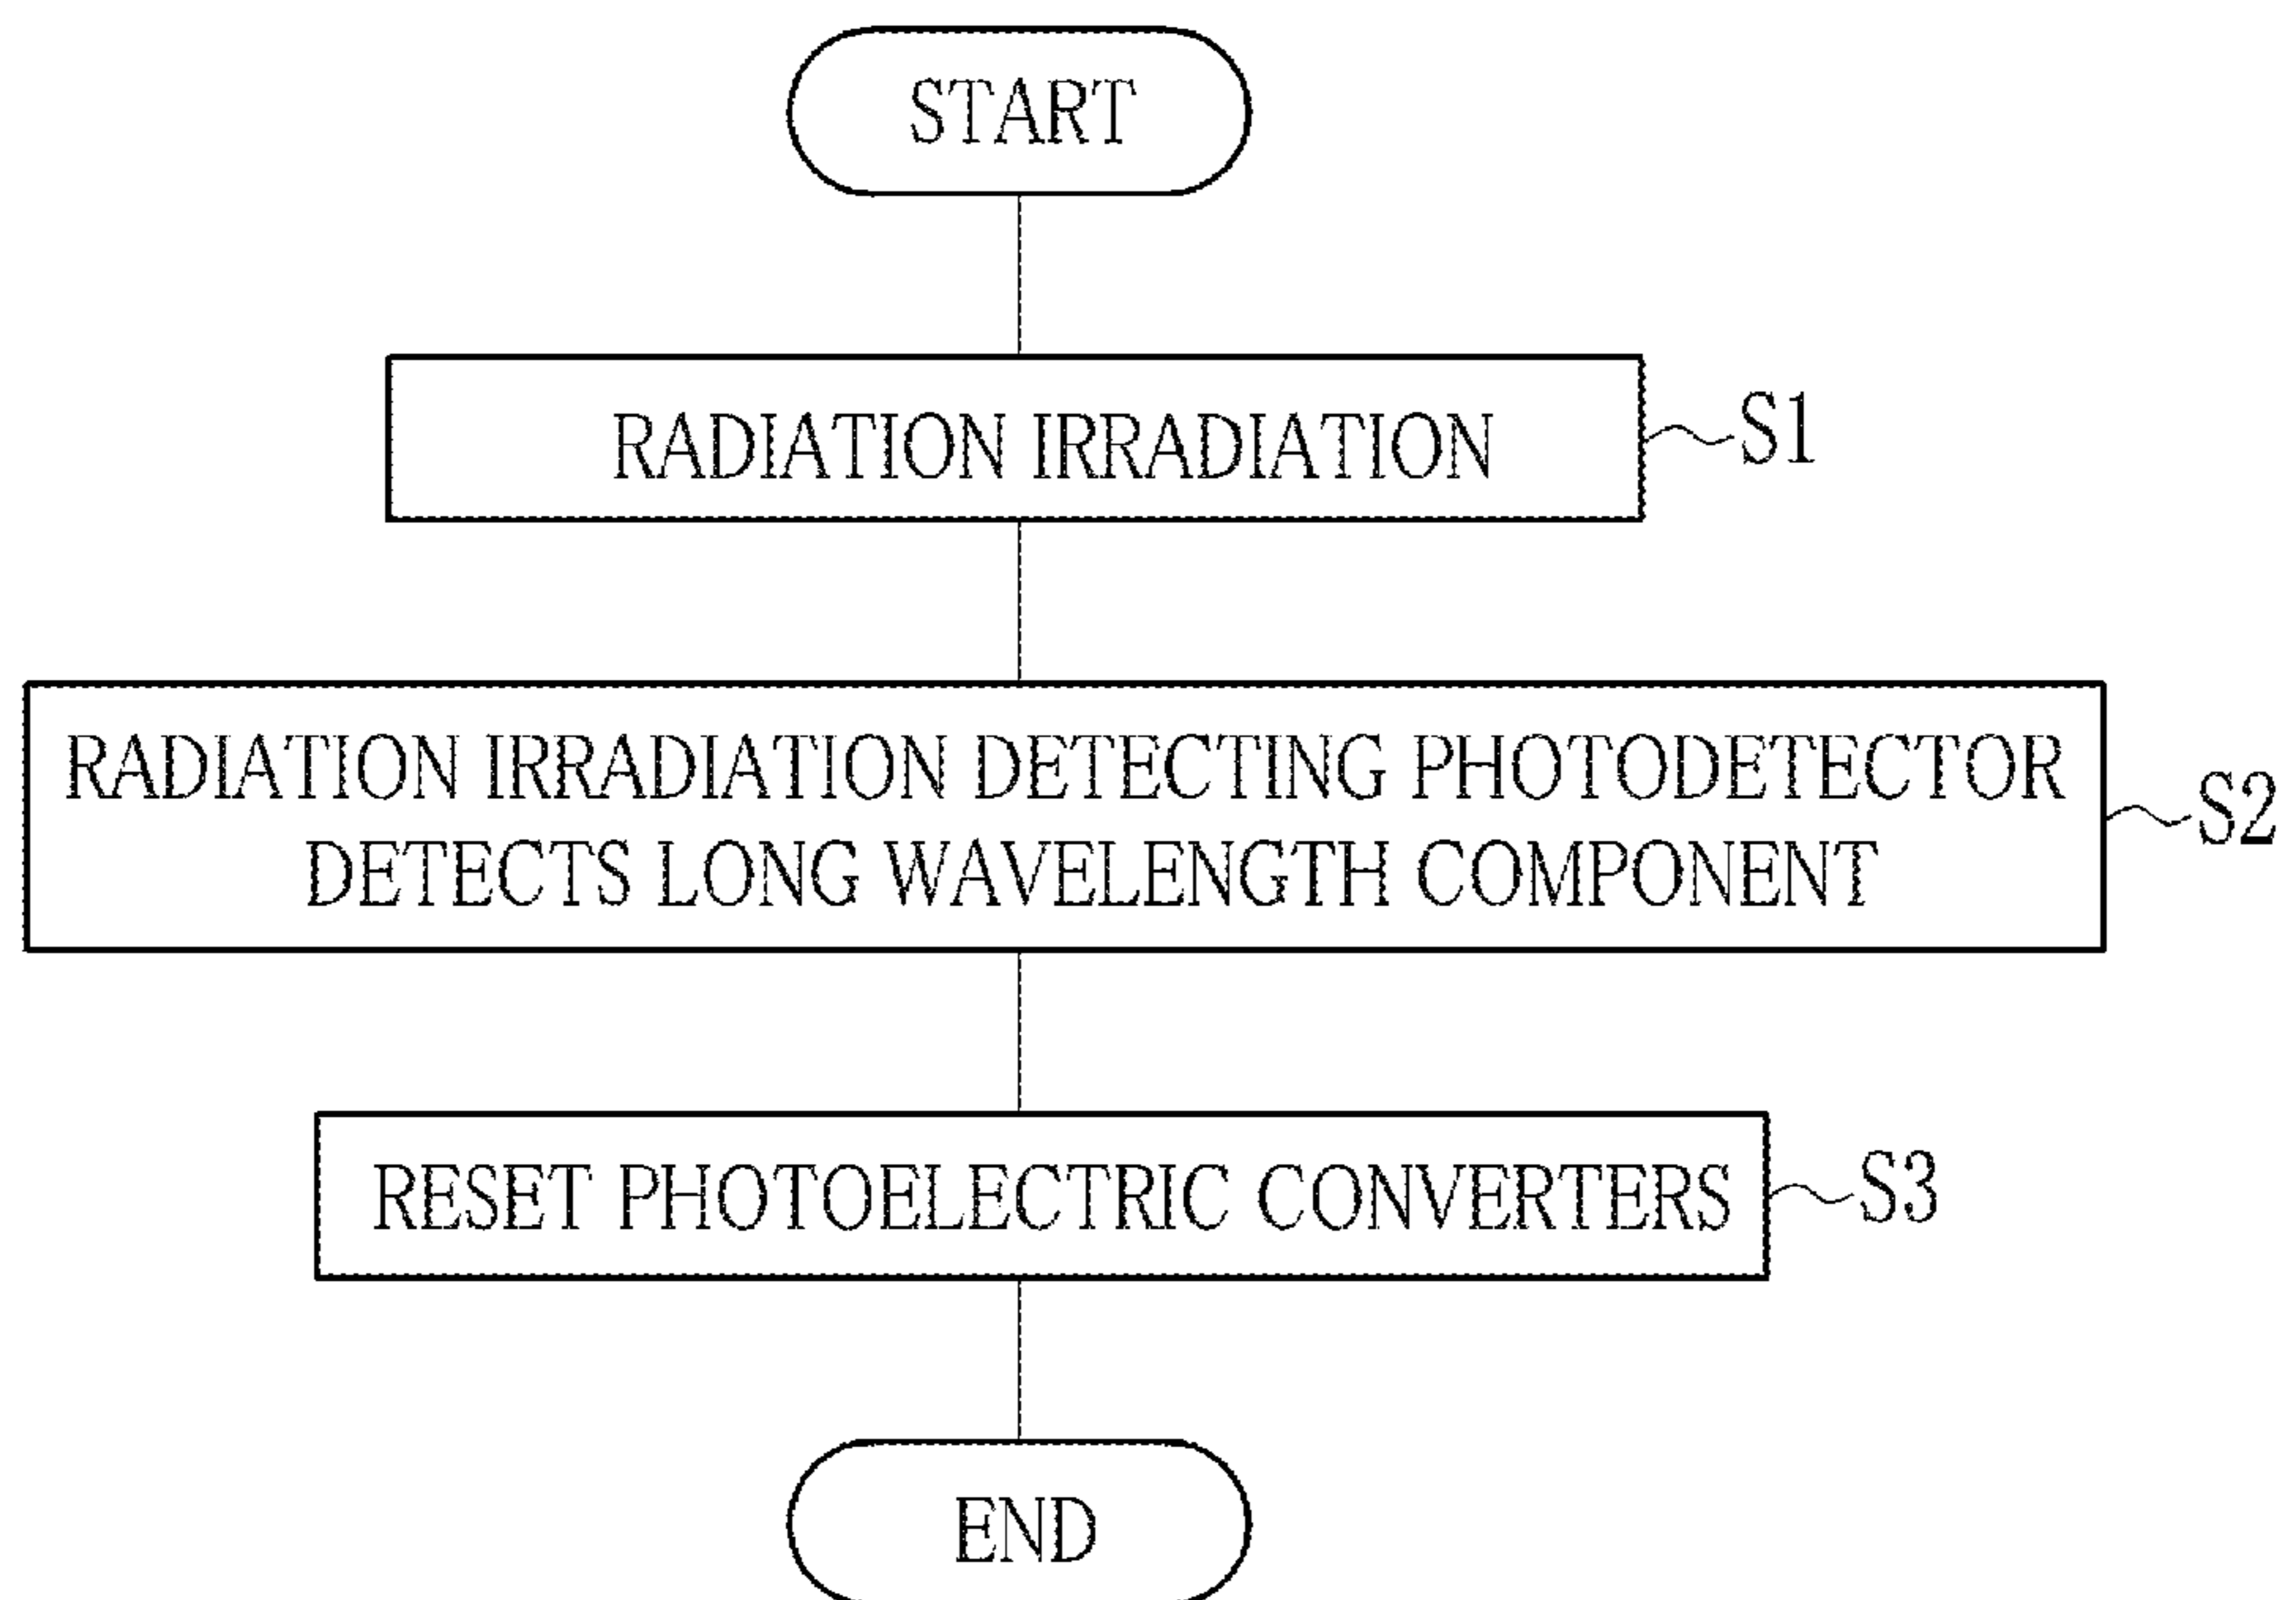 START
RADIATION IRRADIATION
S1
RADIATION IRRADIATION DETECTING PHOTODETECTOR
DETECTS LONG WAVELENGTH COMPONENT
S2
RESET PHOTOELECTRIC CONVERTERS
S3
END